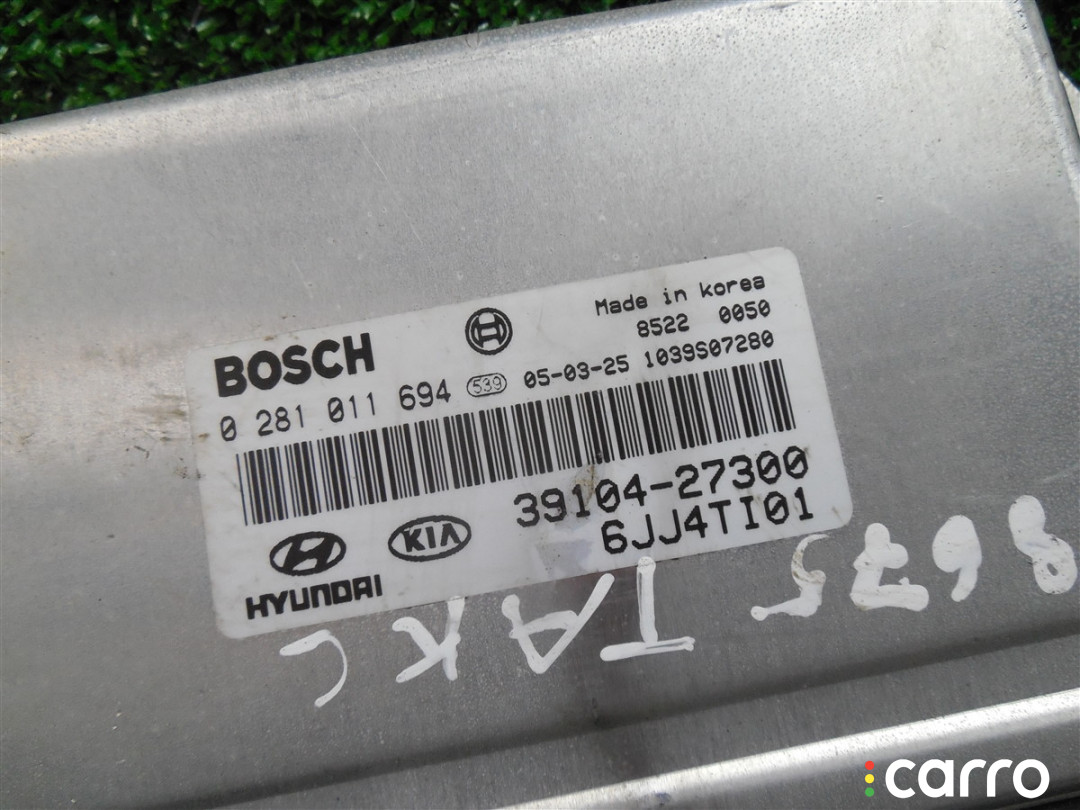 Made in Korea
8522 0050
BOSCH
0 281 011 694 539 05-03-25 1039S07280
39104-27300
6JJ4TI01
HYUNDAI
KIA
8675
TAKC
carro